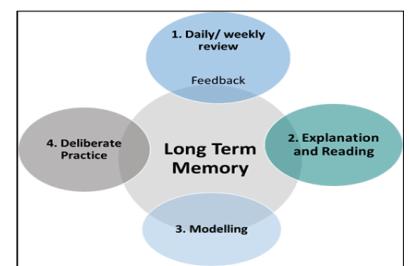 1. Daily/ weekly
review
Feedback
2. Explanation
and Reading
4. Deliberate
Practice
Long Term
Memory
3. Modelling